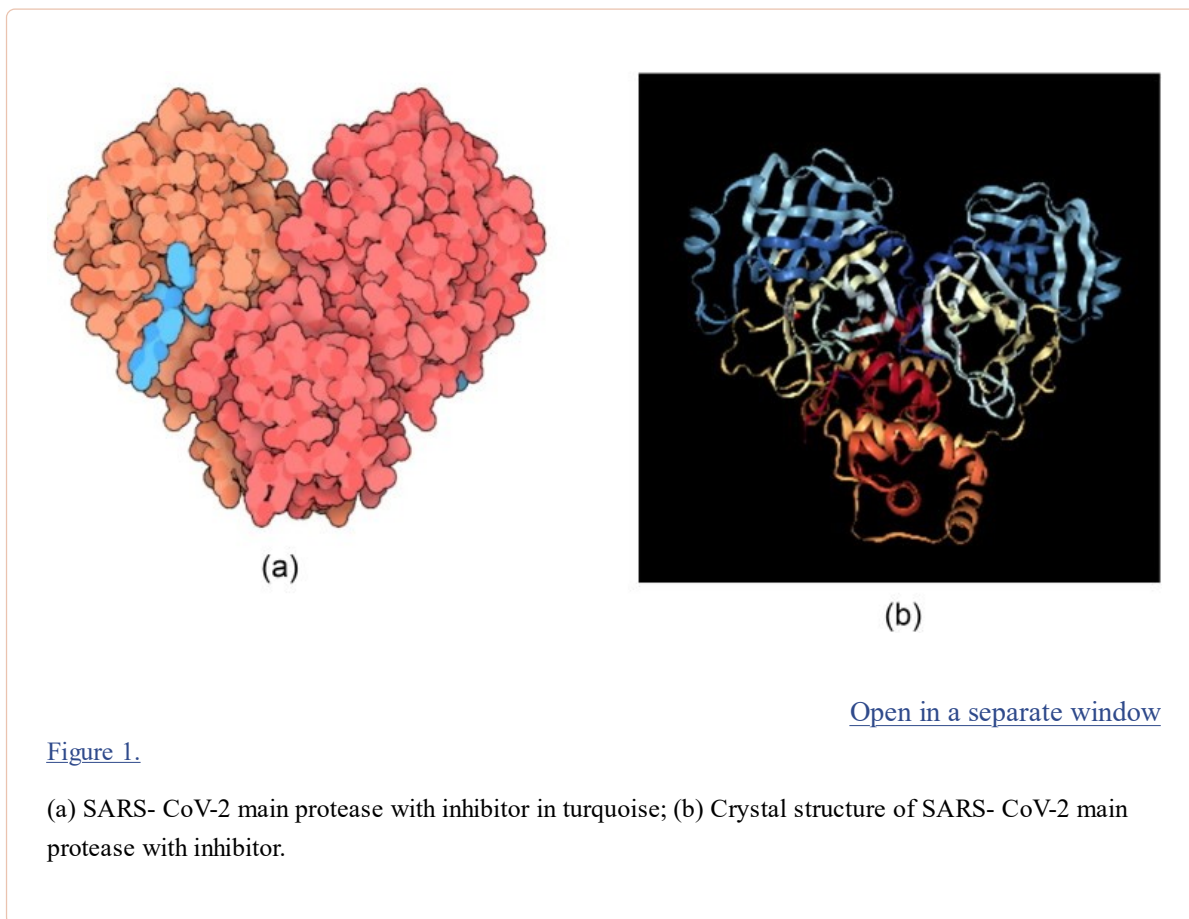 (a)
(b)
Open in a separate window
Figure 1.
(a) SARS- CoV-2 main protease with inhibitor in turquoise; (b) Crystal structure of SARS- CoV-2 main
protease with inhibitor.